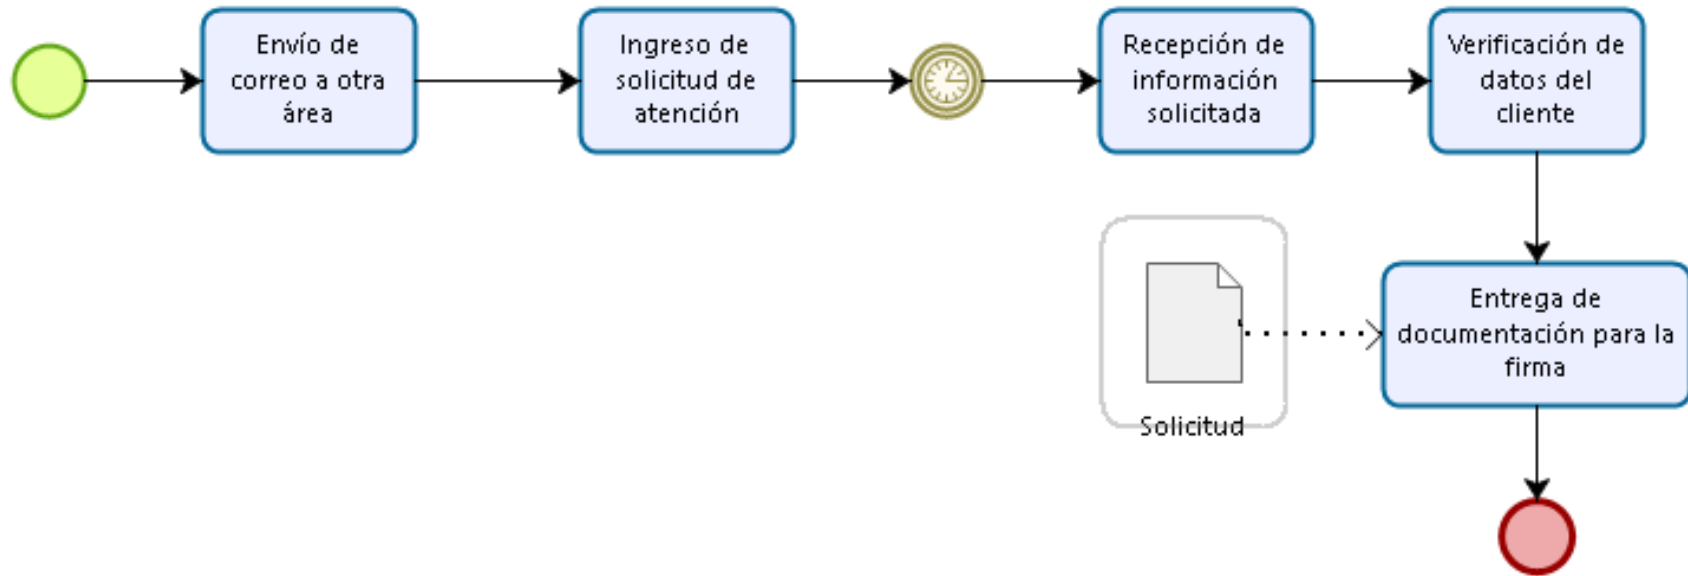 Envío de
correo a otra
área
Ingreso de
solicitud de
atención
Recepción de
información
solicitada
Verificación de
datos del
cliente
Entrega de
documentación para la
firma
Solicitud